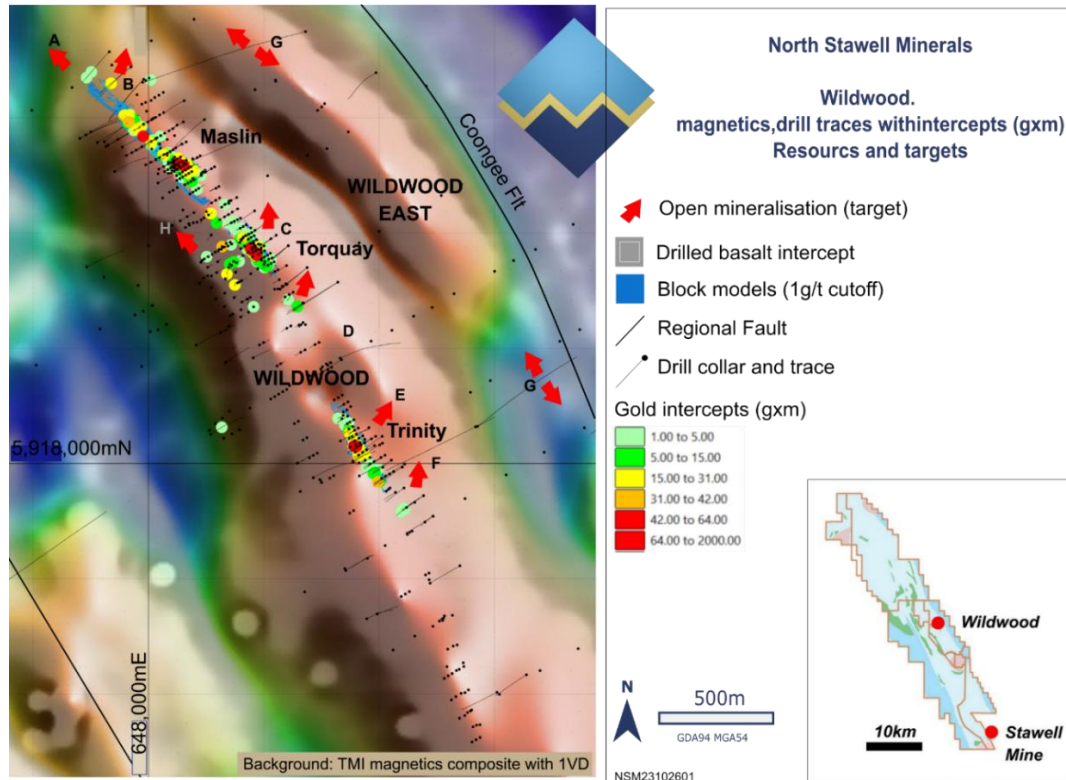 A
G
B
Maslin
Coongee Flt
WILDWOOD
EAST
H
C
Torquay
D
WILDWOOD
G
E
Trinity
5,918,000mN
F
648,000mE
Background: TMI magnetics composite with 1VD
North Stawell Minerals
Wildwood.
magnetics,drill traces withintercepts (gxm)
Resourcs and targets
Open mineralisation (target)
Drilled basalt intercept
Block models (1g/t cutoff)
Regional Fault
Drill collar and trace
Gold intercepts (gxm)
1.00 to 5.00
5.00 to 15.00
15.00 to 31.00
31.00 to 42.00
42.00 to 64.00
64.00 to 2000.00
N
500m
GDA94 MGA54
NSM23102601
Wildwood
10km
Stawell
Mine